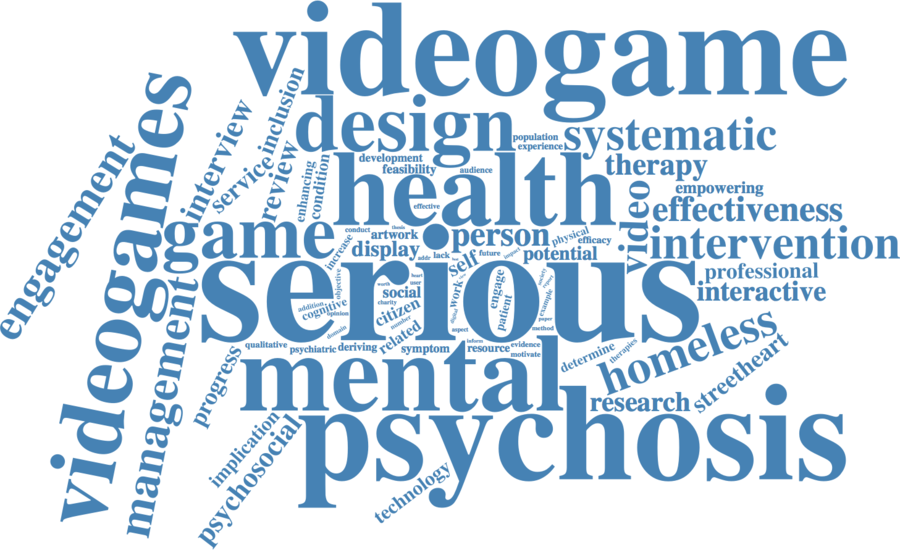 videogame
videogames
engagement
management
interview
service
inclusion
review
design
population
experience
systematic
development
feasibility
audience
therapy
enhancing
condition
health
effective
empowering
video
effectiveness
game
conduct
thesis
artwork
person
physical
efficacy
intervention
increase
display
addr
lack
self
future
potential
professional
serious
objective
heart
user
worth
social
charity
work
engage
patient
society
example
interactive
addition
cognitive
opinion
citizen
number
digital
paper
domain
related
aspect
method
homeless
qualitative
psychiatric
deriving
symptom
inform
resource
evidence
motivate
determine
therapies
streetheart
progress
mental
research
implication
psychosocial
psychosis
technology